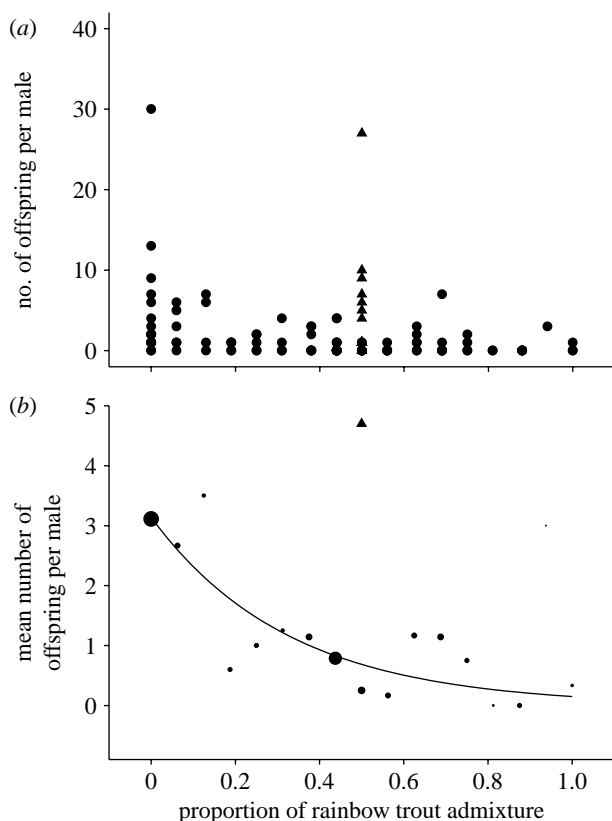 (a)
40
30
20
10
0
no. of offspring per male
(b)
5
4
3
2
1
0
mean number of
offspring per male
0 0.2 0.4 0.6 0.8 1.0
proportion of rainbow trout admixture